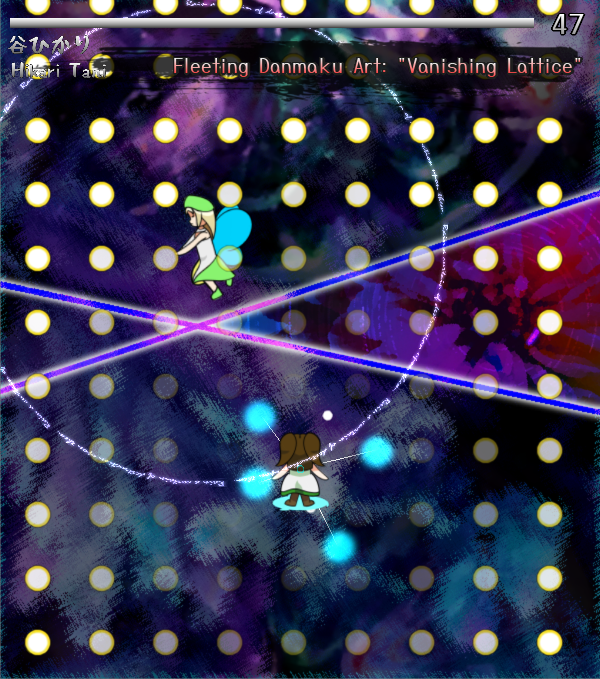 47
谷ひかり
Hikari Tani
Fleeting Danmaku Art: "Vanishing Lattice"